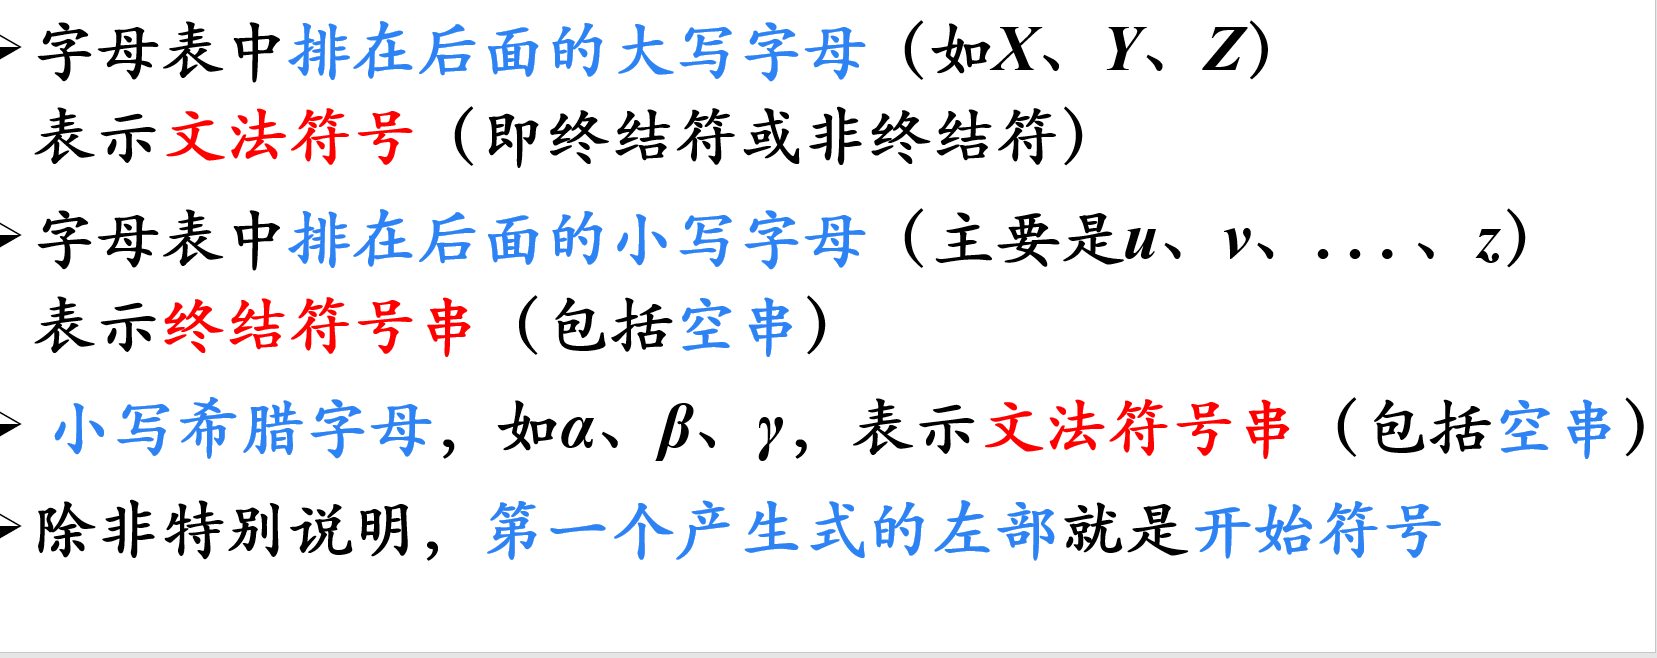 ➢ 字母表中排在后面的大写字母（如X、Y、Z）
表示文法符号（即终结符或非终结符）
➢ 字母表中排在后面的小写字母（主要是u、v、...、z）
表示终结符号串（包括空串）
➢ 小写希腊字母，如α、β、γ，表示文法符号串（包括空串）
➢ 除非特别说明，第一个产生式的左部就是开始符号